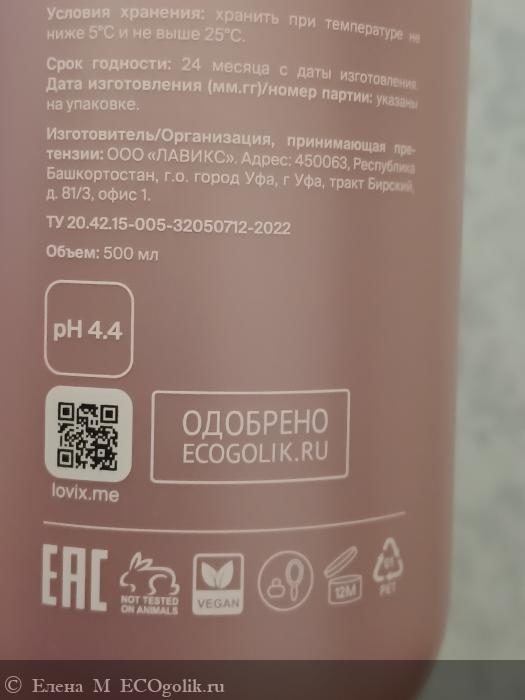 Условия хранения: хранить при температуре не
ниже 5°C и не выше 25°C.
Срок годности: 24 месяца с даты изготовления.
Дата изготовления (мм.гг)/номер партии: указаны
на упаковке.
Изготовитель/Организация, принимающая пре-
тензии: ООО «ЛАВИКС». Адрес: 450063, Республика
Башкортостан, г.о. город Уфа, г Уфа, тракт Бирский,
д. 81/3, офис 1.
ТУ 20.42.15-005-32050712-2022
Объем: 500 мл
pH 4.4
ОДОБРЕНО
ECOGOLIK.RU
lovix.me
EAC
NOT TESTED
ON ANIMALS
VEGAN
12M
01
PET
© Елена М ECOgolik.ru